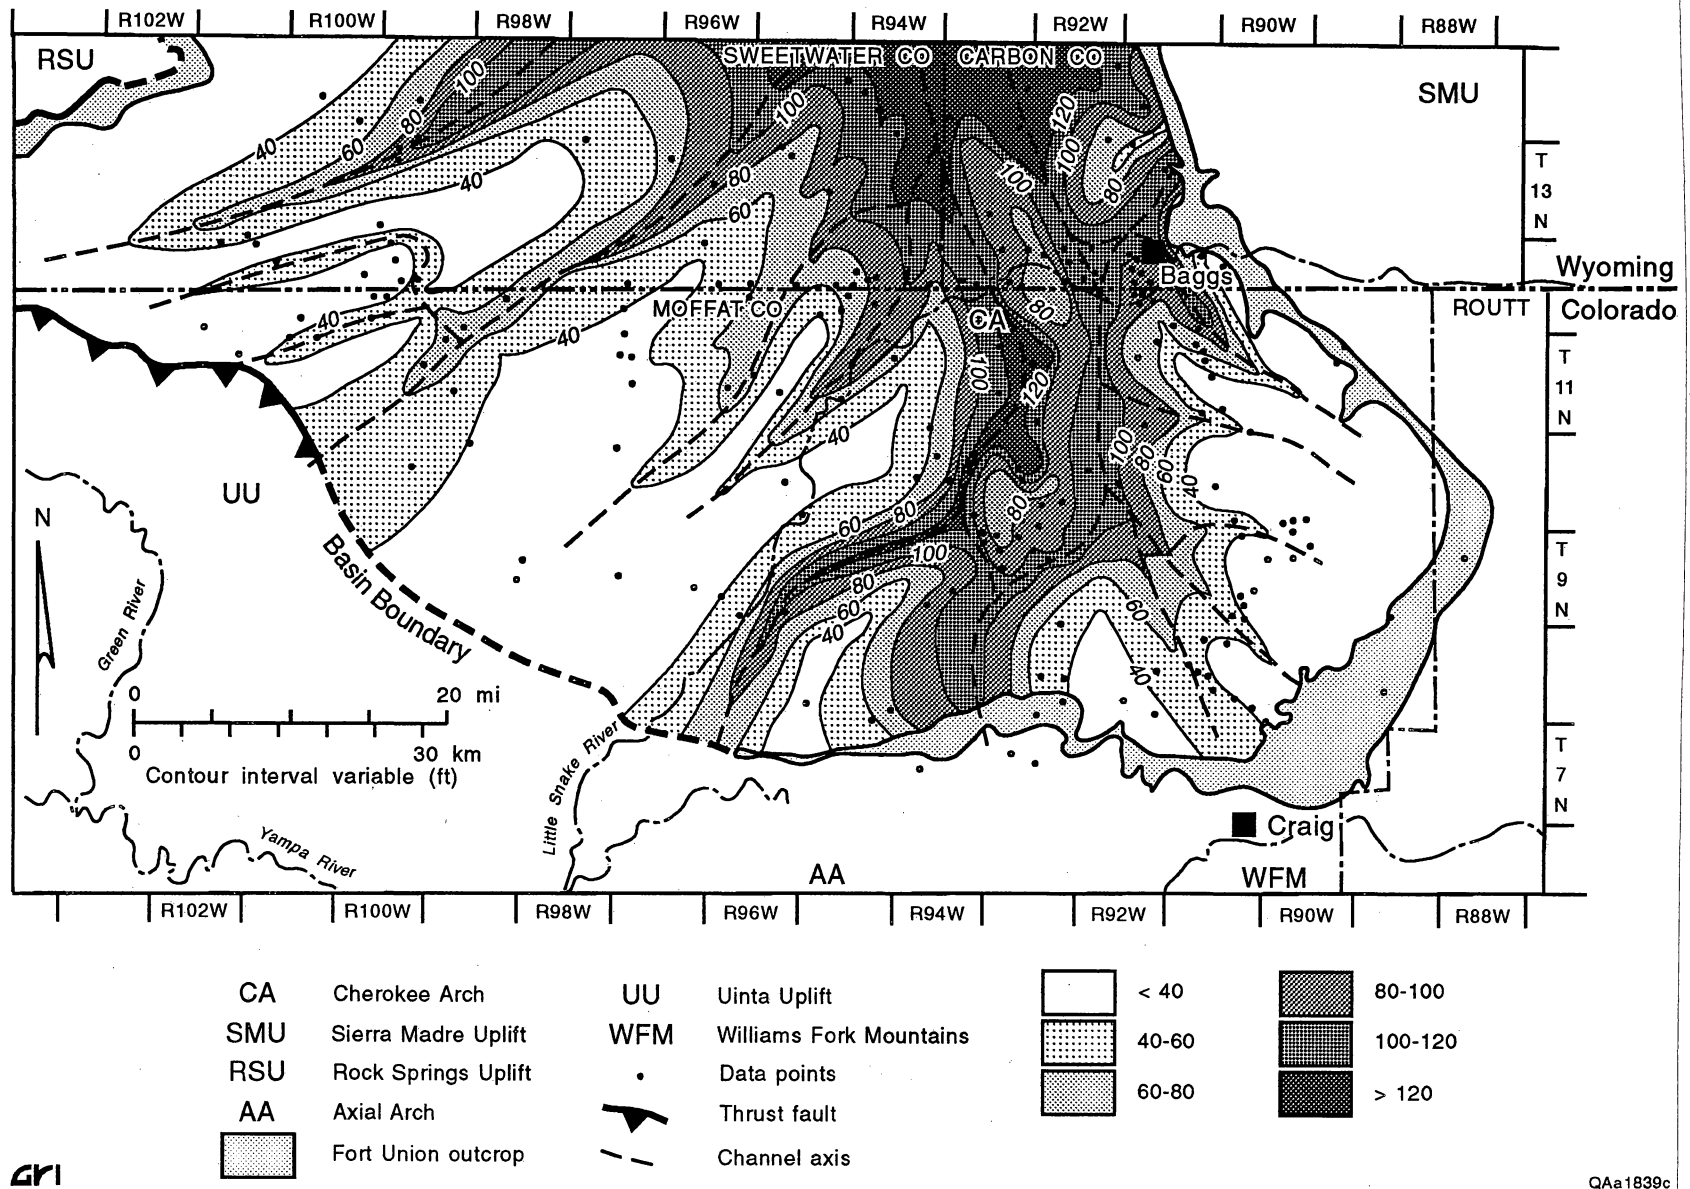 R102W R100W R98W R96W R94W R92W R90W R88W
RSU
SWEETWATER CO CARBON CO
SMU
100
80
60
40
40
100
80
60
120
100
80
100
T
13
N
Baggs
Wyoming
MOFFAT CO
ROUTT
Colorado
40
40
CA
80
100
120
T
11
N
40
100
80
60
40
UU
N
60
80
80
100
80
60
40
60
40
T
9
N
Basin Boundary
Green River
0 20 mi
0 30 km
Contour interval variable (ft)
Little Snake River
Yampa River
T
7
N
Craig
AA
WFM
R102W R100W R98W R96W R94W R92W R90W R88W
CA Cherokee Arch
SMU Sierra Madre Uplift
RSU Rock Springs Uplift
AA Axial Arch
Fort Union outcrop
UU Uinta Uplift
WFM Williams Fork Mountains
Data points
Thrust fault
Channel axis
< 40
40-60
60-80
80-100
100-120
> 120
GRI
QAa1839c